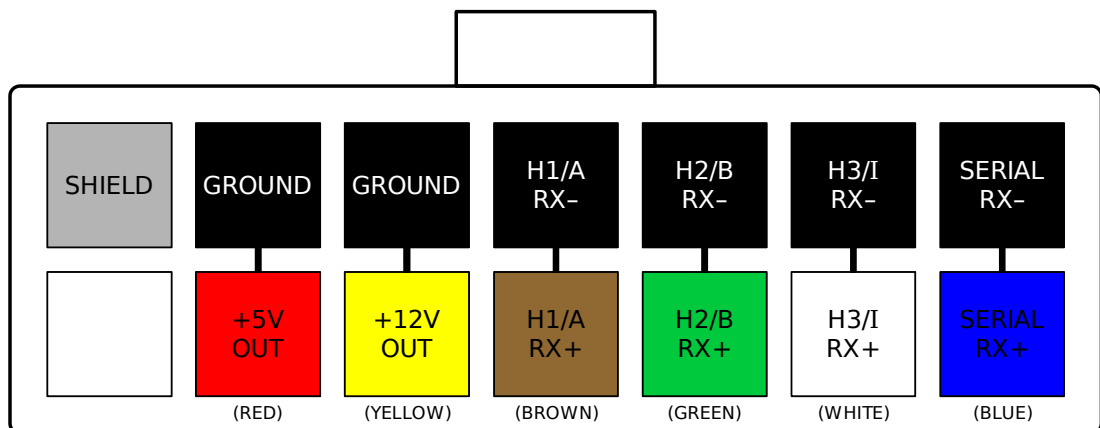 SHIELD
GROUND
GROUND
H1/A
RX–
H2/B
RX–
H3/I
RX–
SERIAL
RX–
+5V
OUT
+12V
OUT
H1/A
RX+
H2/B
RX+
H3/I
RX+
SERIAL
RX+
(RED)
(YELLOW)
(BROWN)
(GREEN)
(WHITE)
(BLUE)